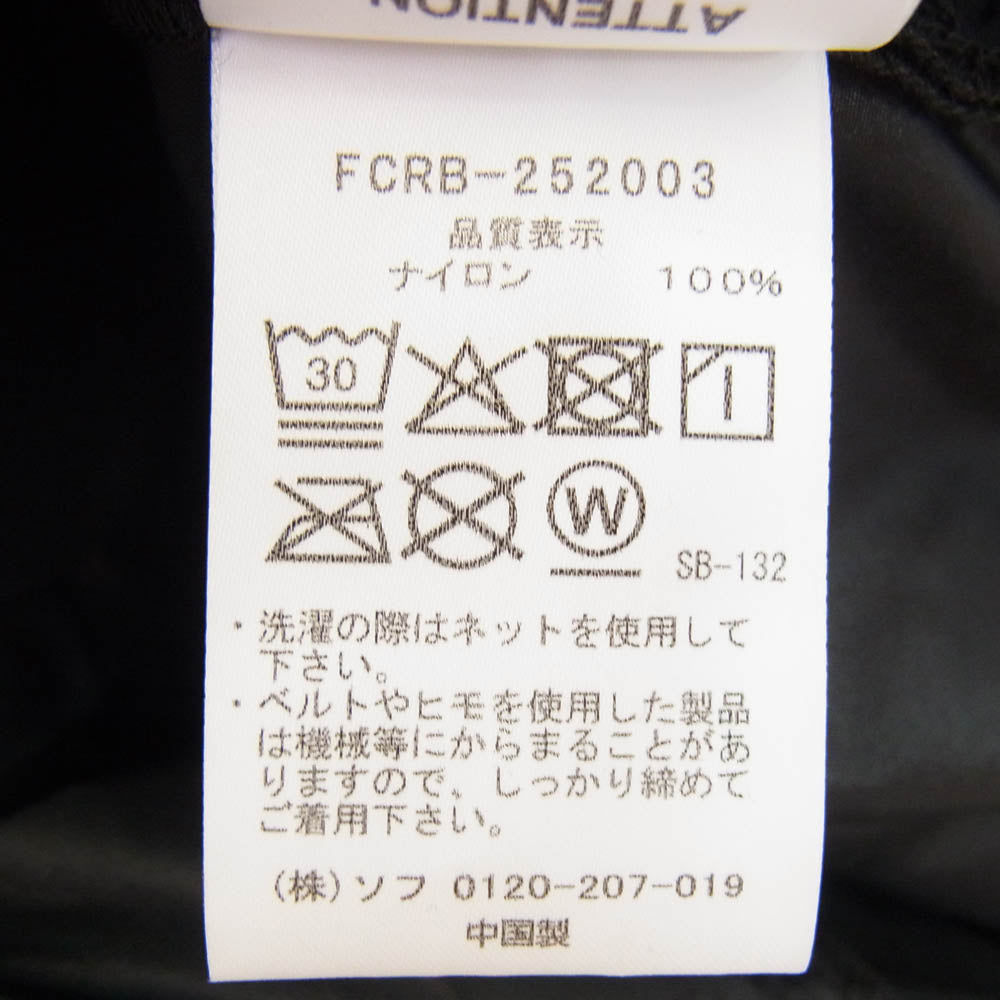 ATTENTION
FCRB-252003
品質表示
ナイロン 100%
30
W
SB-132
・洗濯の際はネットを使用して
下さい。
・ベルトやヒモを使用した製品
は機械等にからまることがあ
りますので、しっかり締めて
ご着用下さい。
(株)ソフ 0120-207-019
中国製